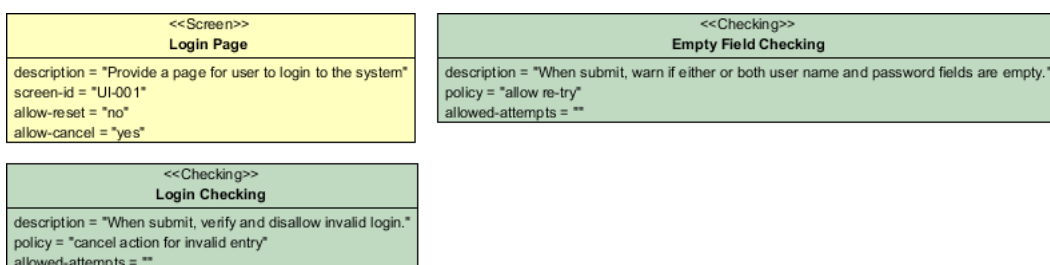 <<Screen>>
Login Page
description = "Provide a page for user to login to the system"
screen-id = "UI-001"
allow-reset = "no"
allow-cancel = "yes"
<<Checking>>
Empty Field Checking
description = "When submit, warn if either or both user name and password fields are empty."
policy = "allow re-try"
allowed-attempts = ""
<<Checking>>
Login Checking
description = "When submit, verify and disallow invalid login."
policy = "cancel action for invalid entry"
allowed-attempts = ""